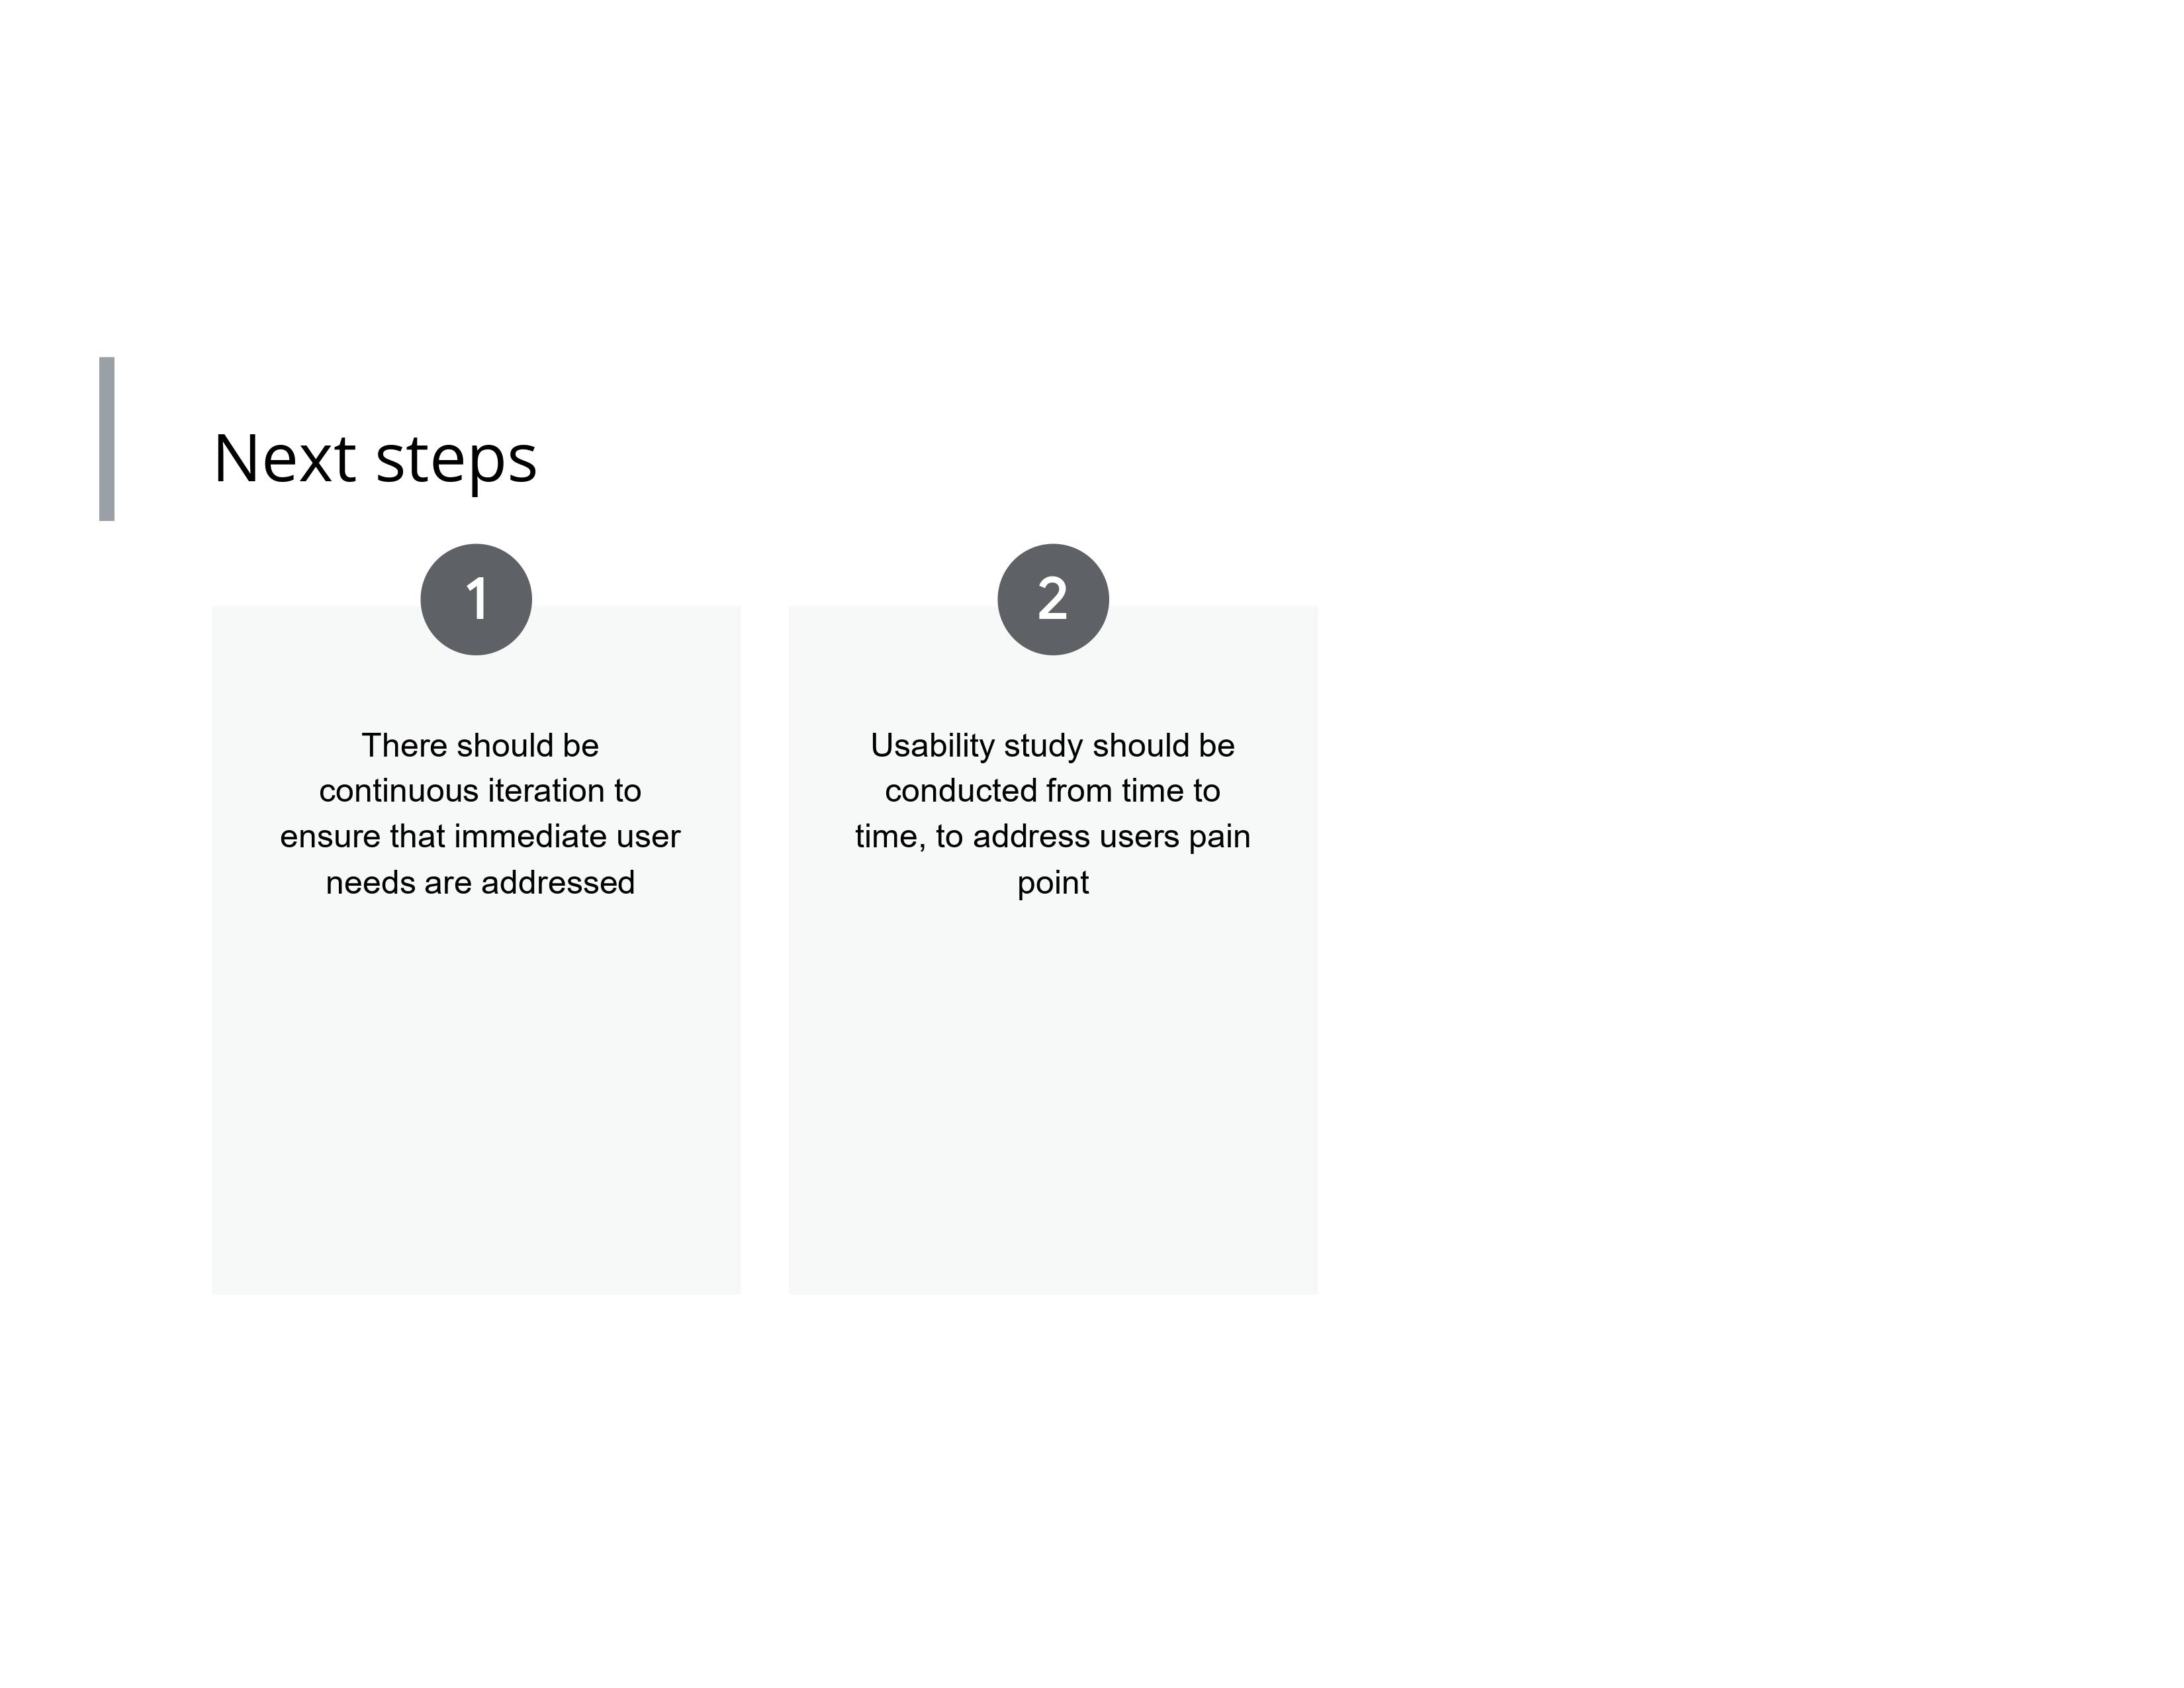 Next steps
1
There should be
continuous iteration to
ensure that immediate user
needs are addressed
2
Usability study should be
conducted from time to
time, to address users pain
point